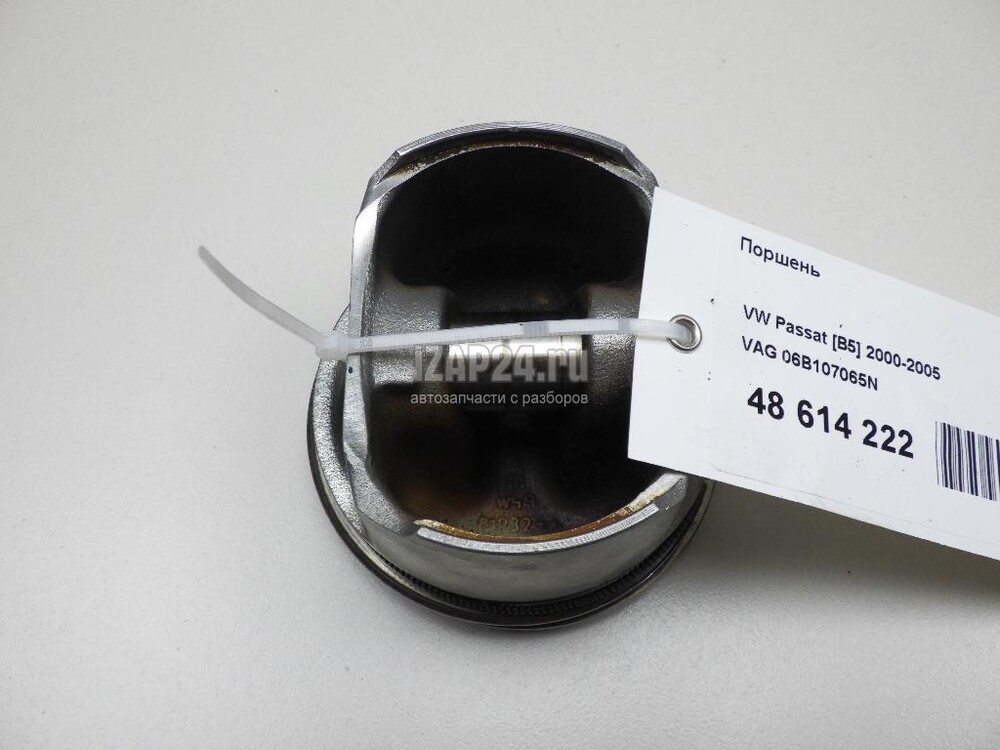 Поршень
VW Passat [B5] 2000-2005
VAG 06B107065N
48 614 222
iZAP24.ru
автозапчасти с разборов